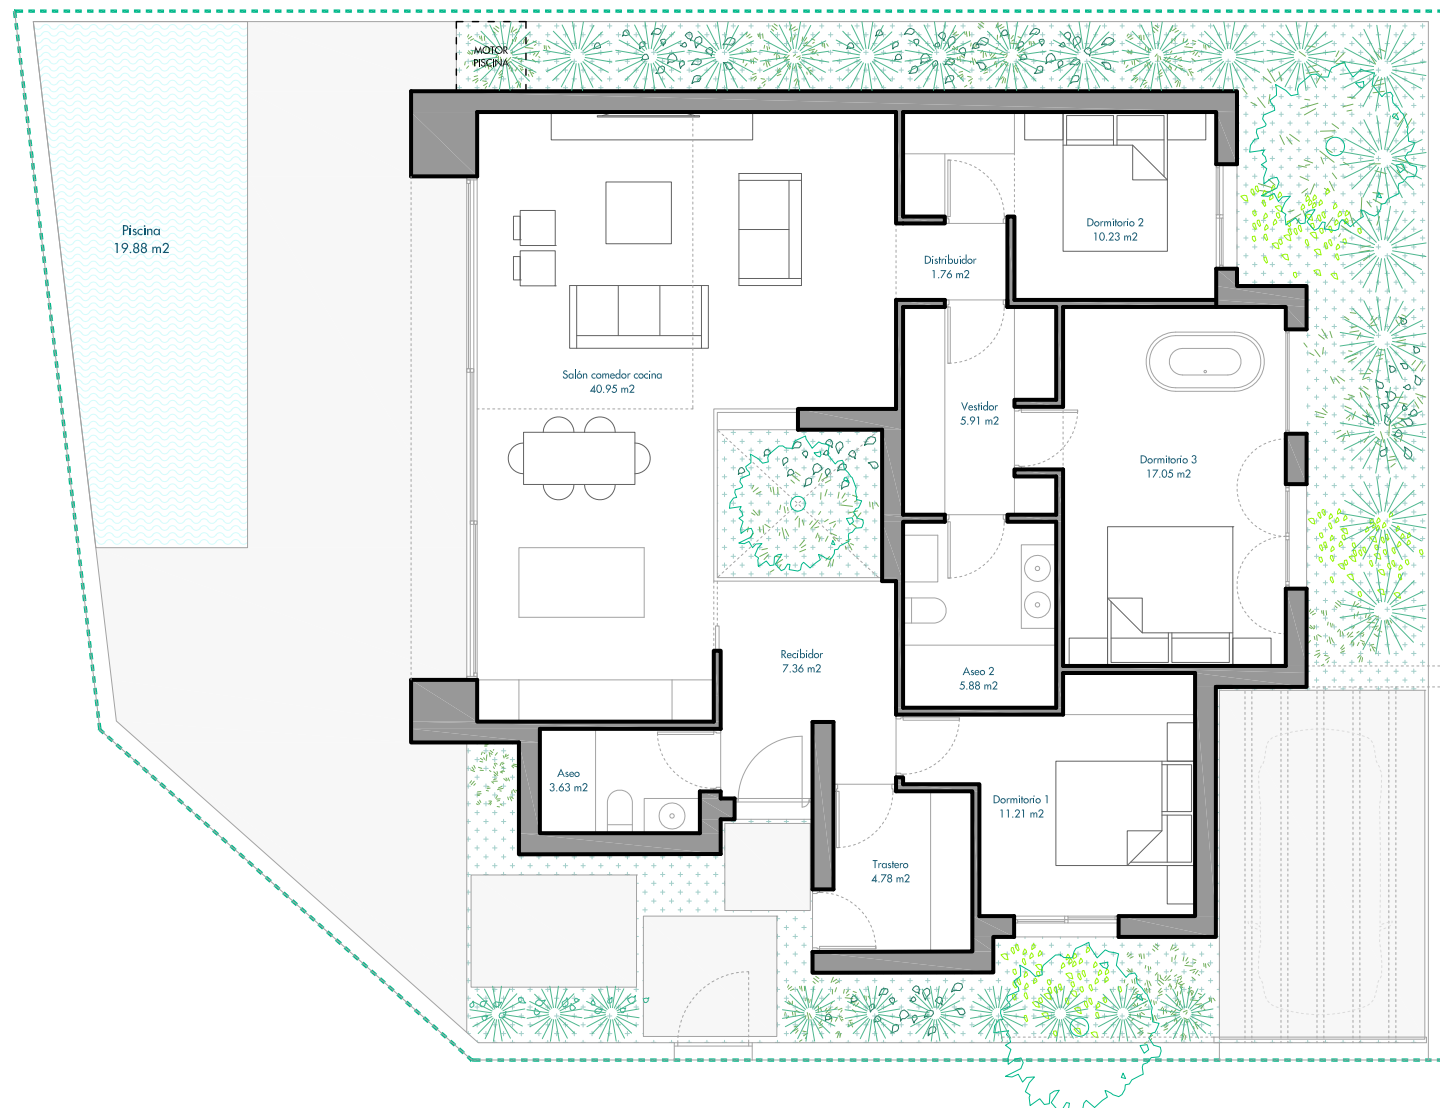 MOTOR
PISCINA
Piscina
19.88 m2
Dormitorio 2
10.23 m2
Distribuidor
1.76 m2
Salón comedor cocina
40.95 m2
Vestidor
5.91 m2
Dormitorio 3
17.05 m2
Recibidor
7.36 m2
Aseo 2
5.88 m2
Aseo
3.63 m2
Dormitorio 1
11.21 m2
Trastero
4.78 m2